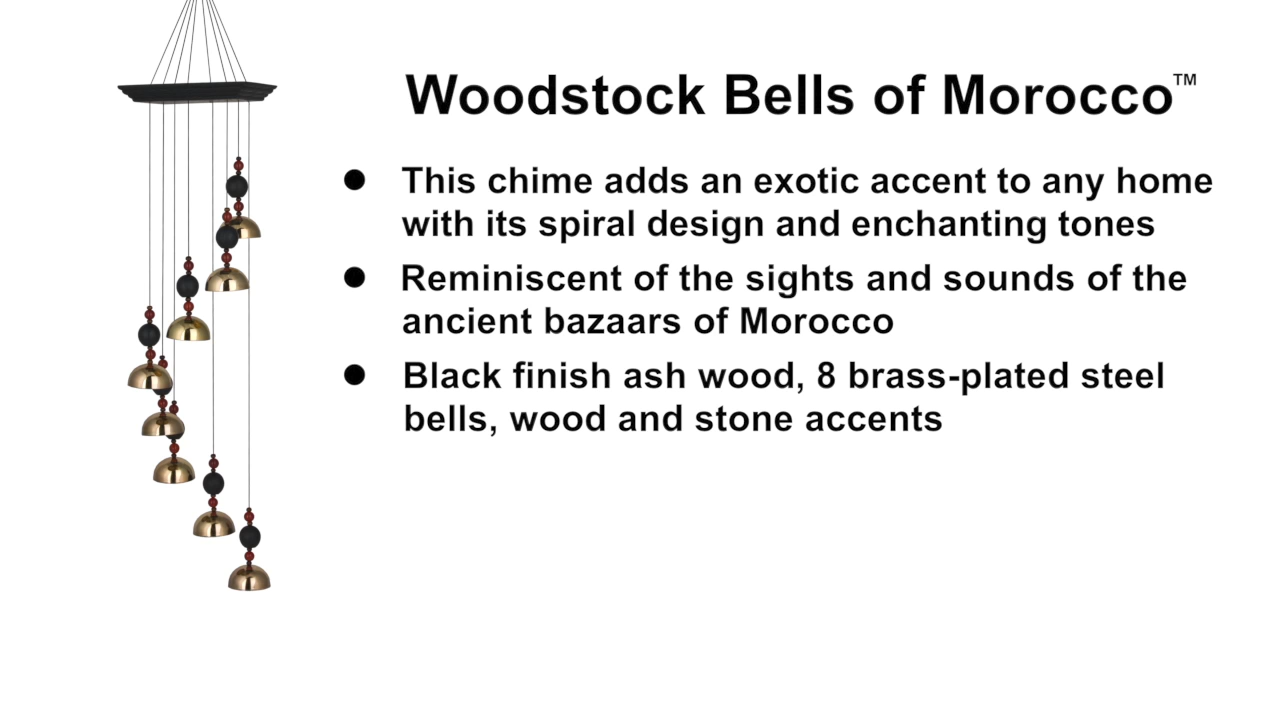 Woodstock Bells of Morocco™
● This chime adds an exotic accent to any home
with its spiral design and enchanting tones
● Reminiscent of the sights and sounds of the
ancient bazaars of Morocco
● Black finish ash wood, 8 brass-plated steel
bells, wood and stone accents